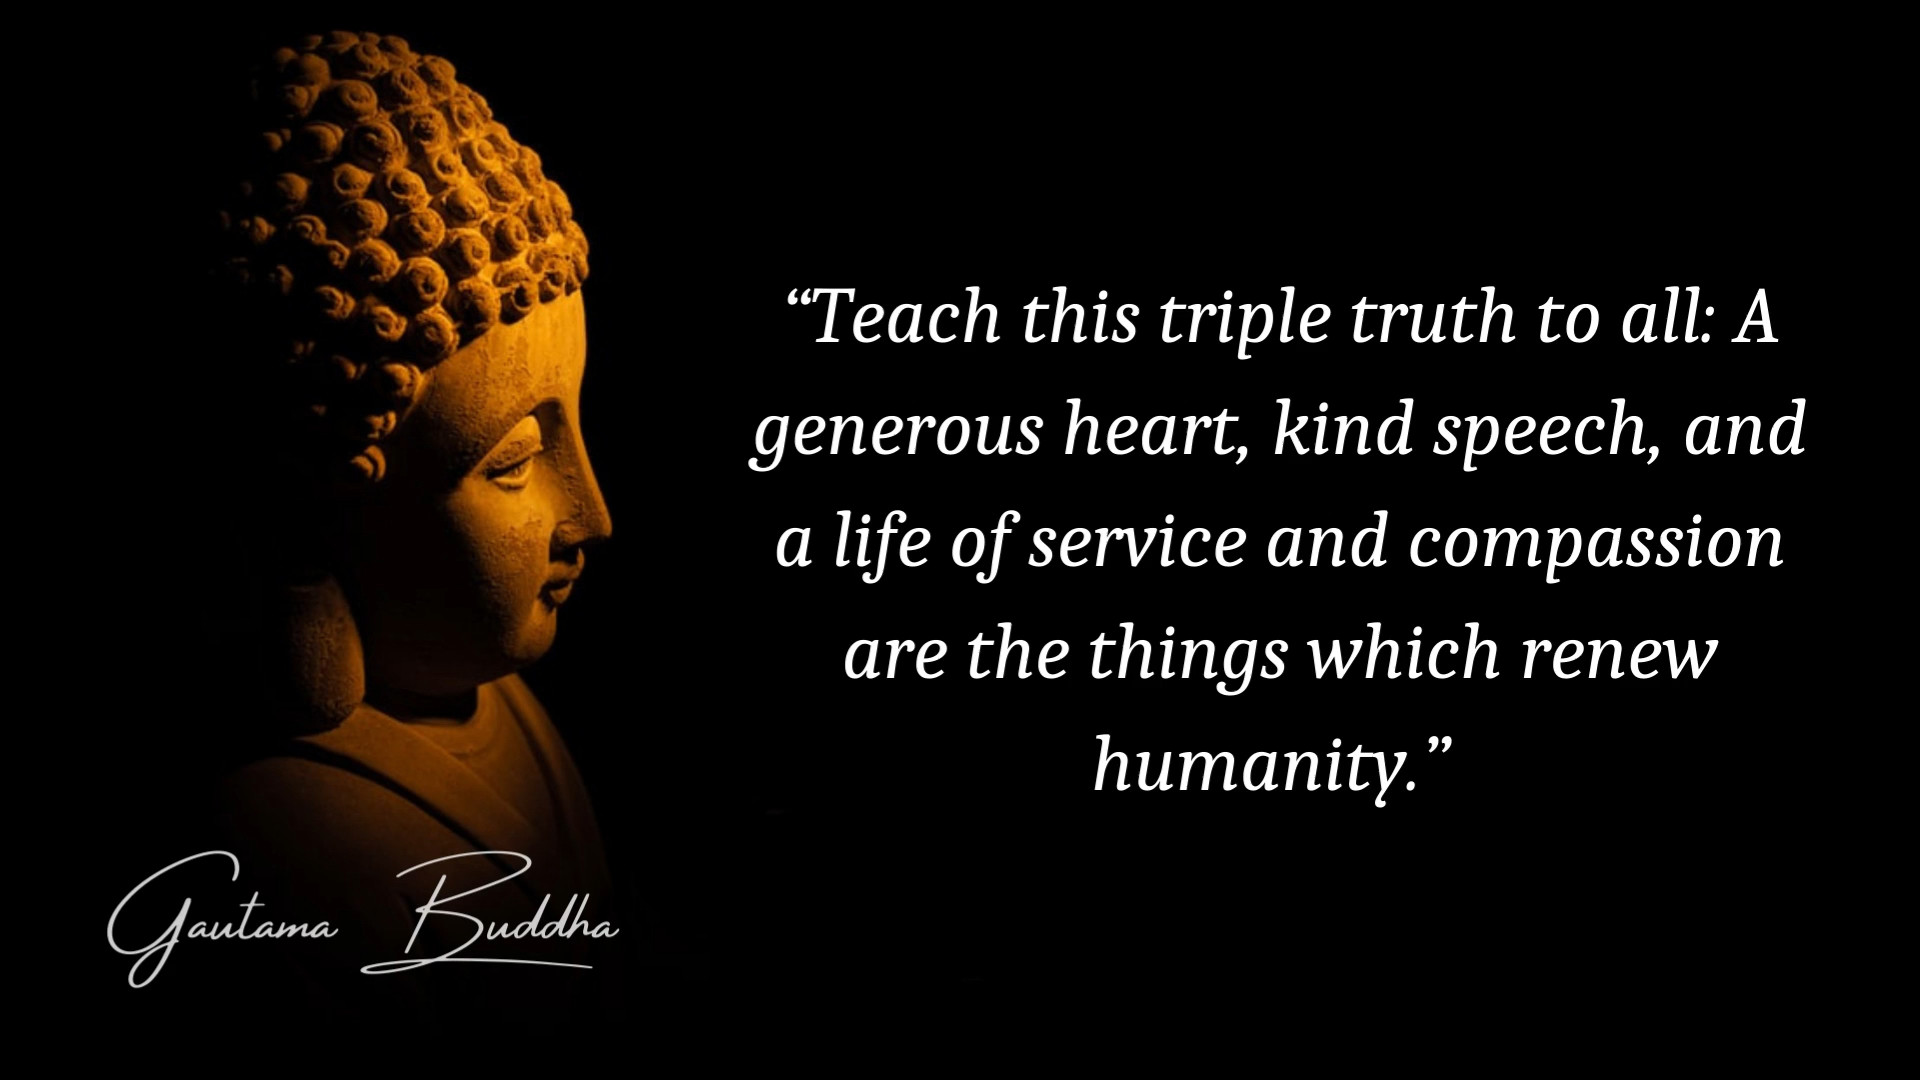 “Teach this triple truth to all: A
generous heart, kind speech, and
a life of service and compassion
are the things which renew
humanity.”
Gautama Buddha